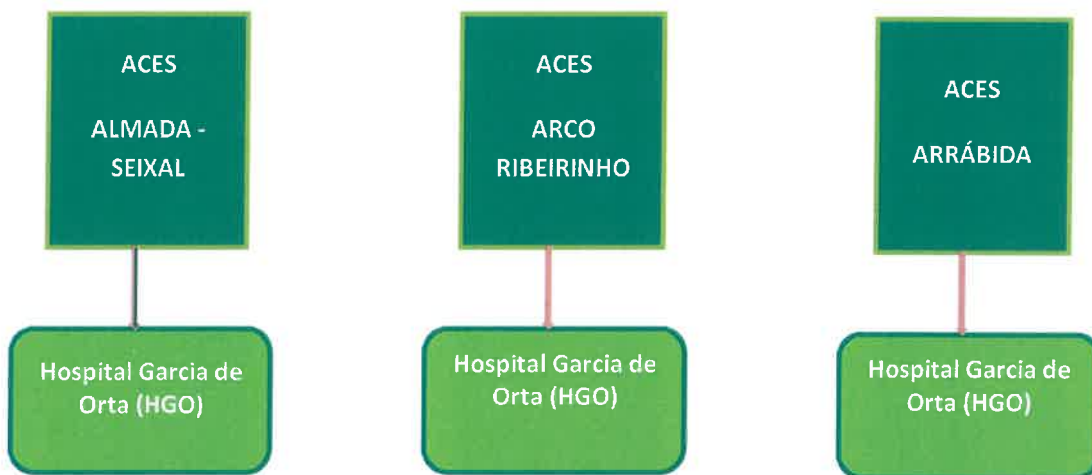 ACES
ALMADA -
SEIXAL
ACES
ARCO
RIBEIRINHO
ACES
ARRÁBIDA
Hospital Garcia de
Orta (HGO)
Hospital Garcia de
Orta (HGO)
Hospital Garcia de
Orta (HGO)